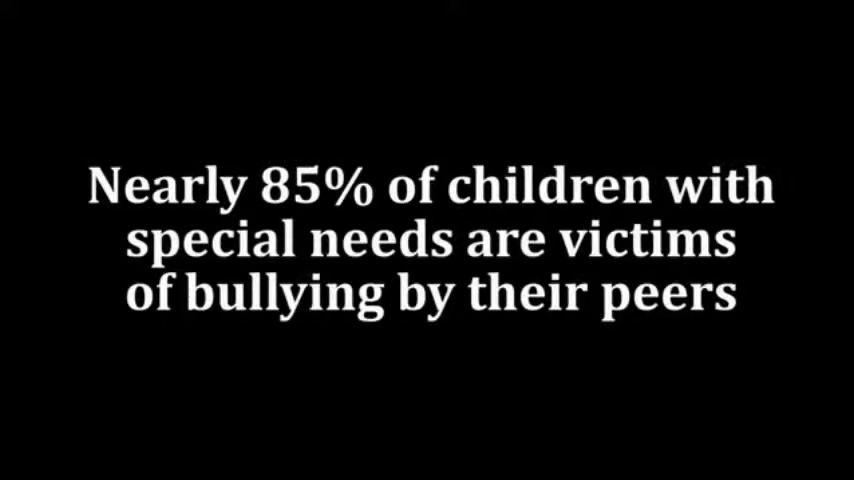 Nearly 85% of children with
special needs are victims
of bullying by their peers